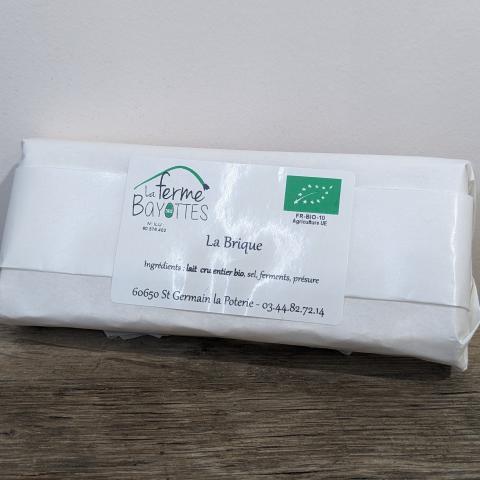 La ferme
BAYOTTES
FR-BIO-10
Agriculture UE
La Brique
Ingrédients : lait cru entier bio, sel, ferments, présure
60650 St Germain la Poterie - 03.44.82.72.14